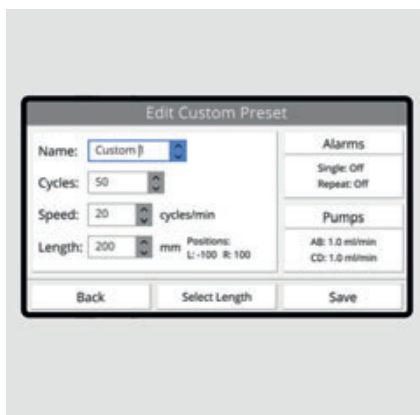 Edit Custom Preset
Name: Custom 1
Cycles: 50
Speed: 20 cycles/min
Length: 200 mm Positions:
L: -100 R: 100
Alarms
Single: Off
Repeat: Off
Pumps
AB: 1.0 ml/min
CD: 1.0 ml/min
Back
Select Length
Save